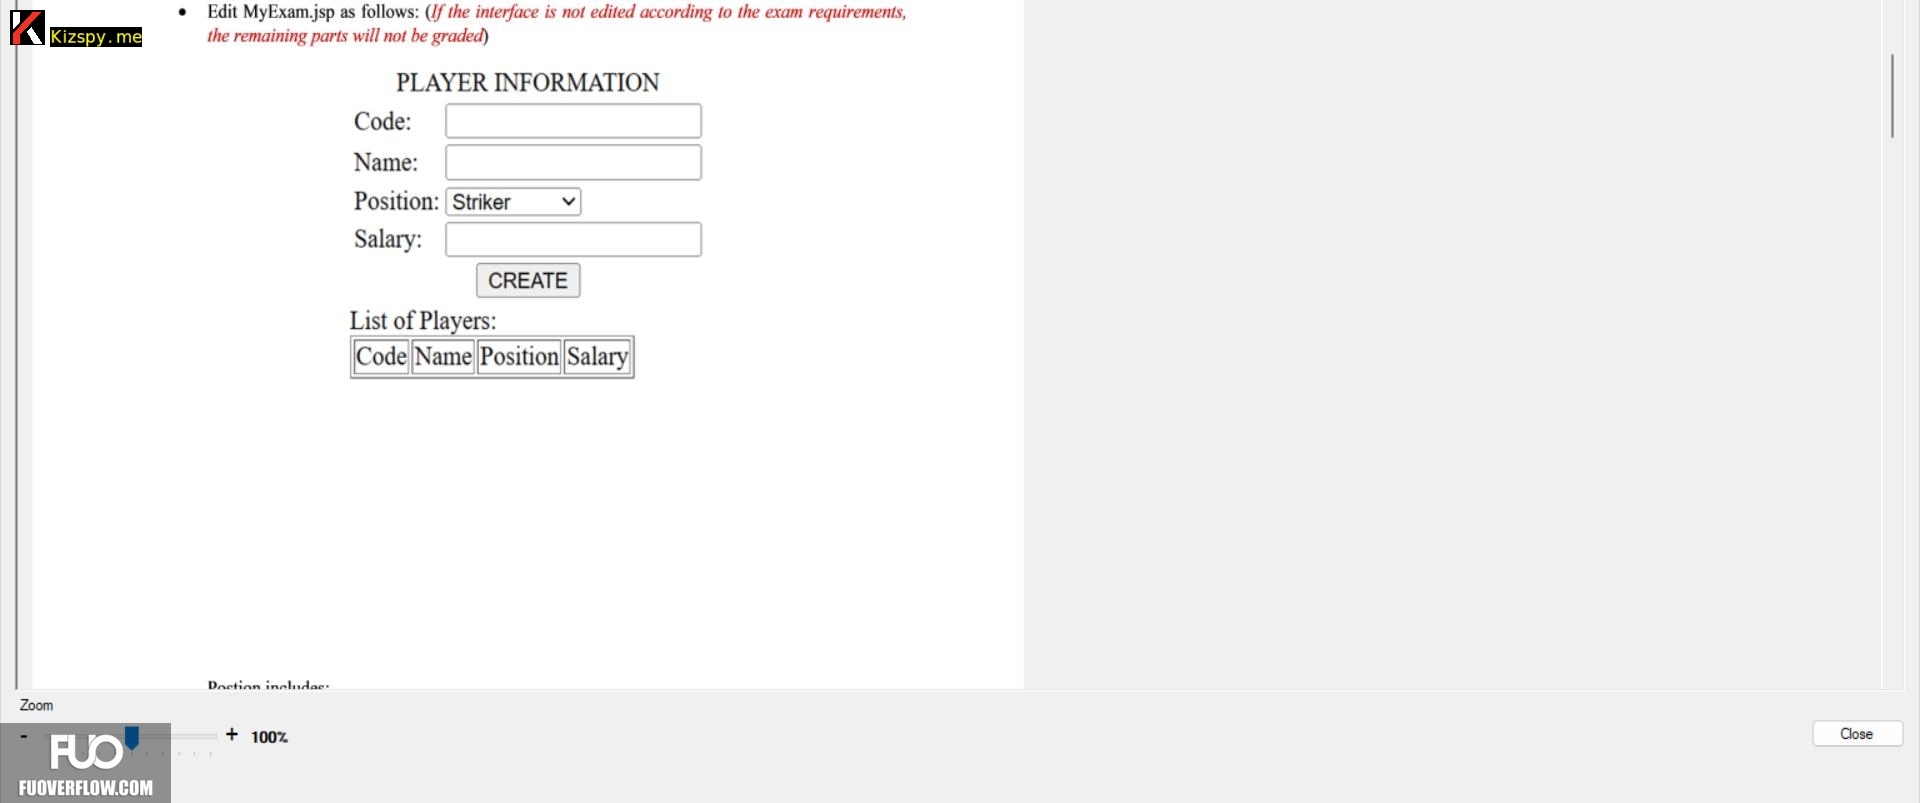 • Edit MyExam.jsp as follows: (If the interface is not edited according to the exam requirements,
the remaining parts will not be graded)
Kizspy.me
PLAYER INFORMATION
Code:
Name:
Position: Striker
Salary:
CREATE
List of Players:
Code Name Position Salary
Postion includes:
Zoom
- + 100%
Close
FUO
FUOVERFLOW.COM